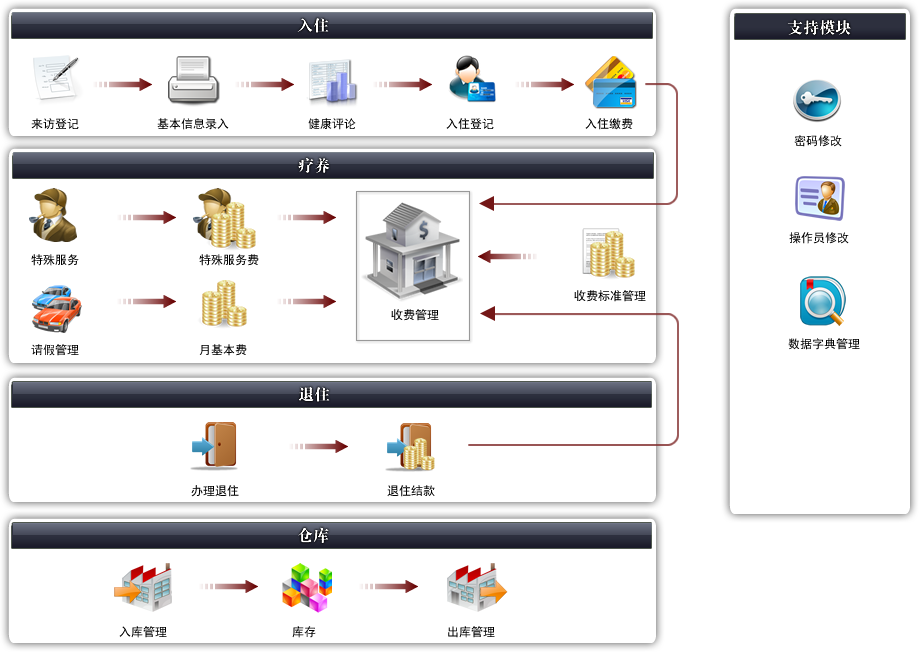 入住
来访登记
基本信息录入
健康评论
入住登记
入住缴费
疗养
特殊服务
特殊服务费
收费管理
收费标准管理
请假管理
月基本费
退住
办理退住
退住结款
仓库
入库管理
库存
出库管理
支持模块
密码修改
操作员修改
数据字典管理